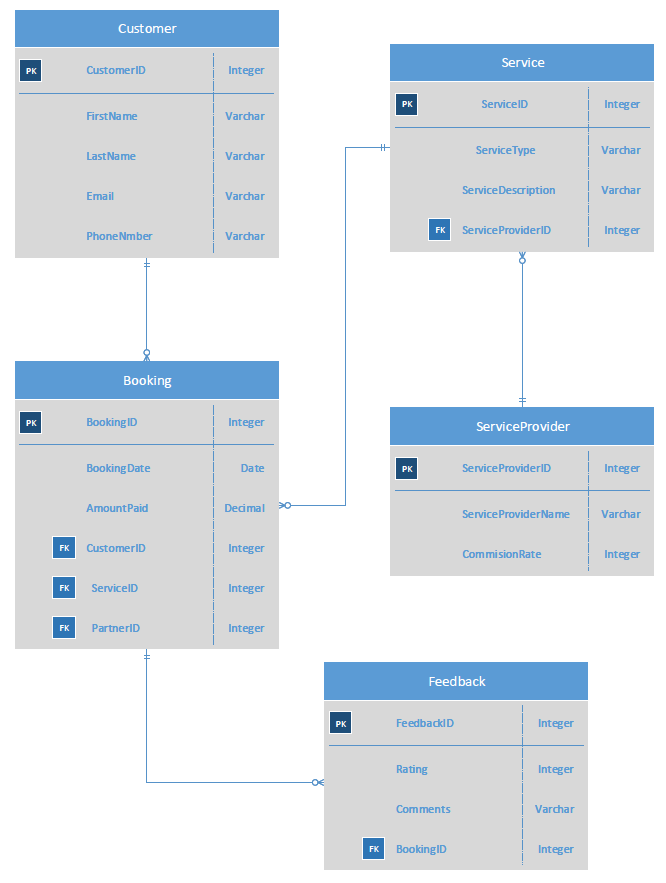 Customer
PK CustomerID Integer
FirstName Varchar
LastName Varchar
Email Varchar
PhoneNmber Varchar
Service
PK ServiceID Integer
ServiceType Varchar
ServiceDescription Varchar
FK ServiceProviderID Integer
Booking
PK BookingID Integer
BookingDate Date
AmountPaid Decimal
FK CustomerID Integer
FK ServiceID Integer
FK PartnerID Integer
ServiceProvider
PK ServiceProviderID Integer
ServiceProviderName Varchar
CommisionRate Integer
Feedback
PK FeedbackID Integer
Rating Integer
Comments Varchar
FK BookingID Integer